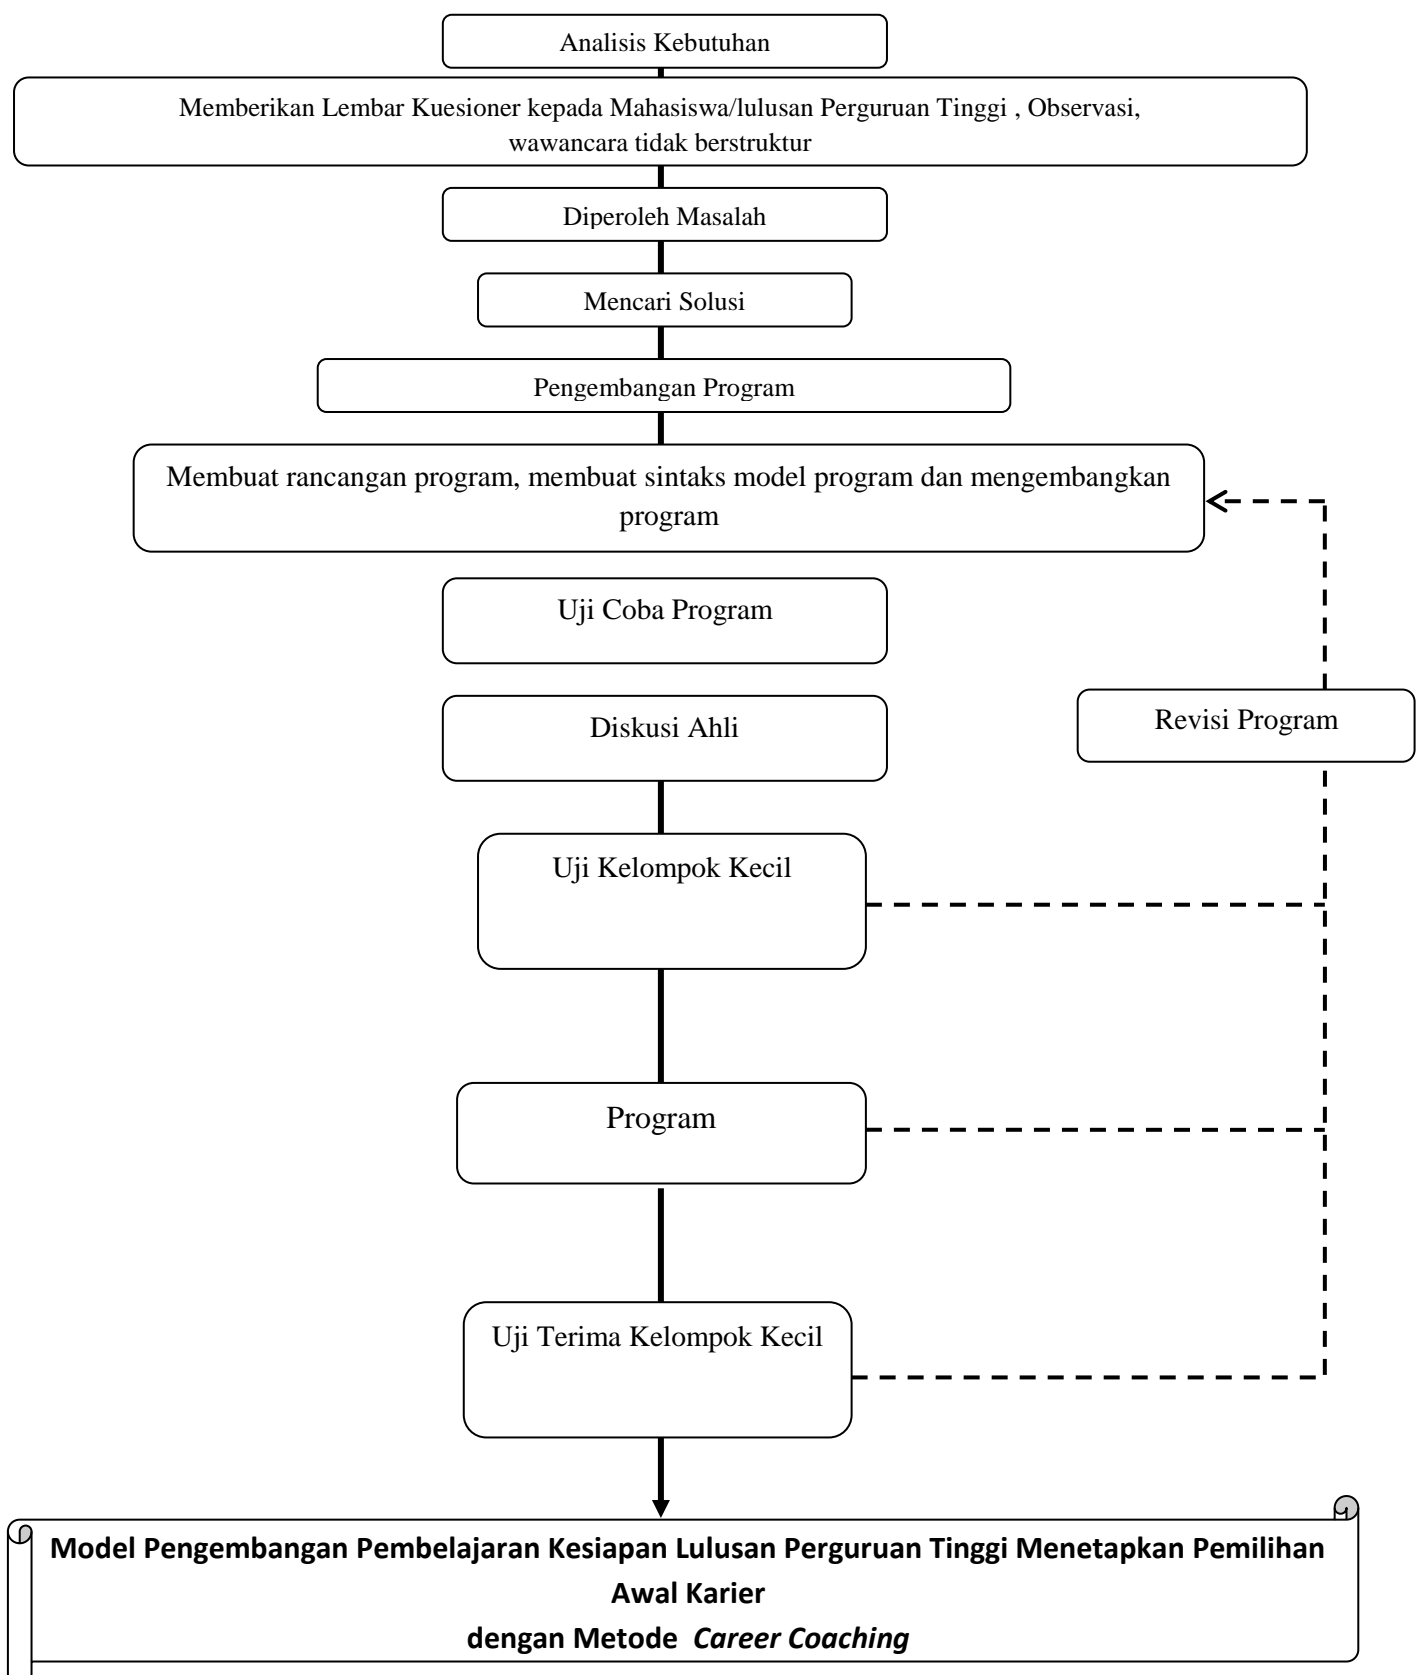 Analisis Kebutuhan
Memberikan Lembar Kuesioner kepada Mahasiswa/lulusan Perguruan Tinggi , Observasi,
wawancara tidak berstruktur
Diperoleh Masalah
Mencari Solusi
Pengembangan Program
Membuat rancangan program, membuat sintaks model program dan mengembangkan
program
Uji Coba Program
Diskusi Ahli
Revisi Program
Uji Kelompok Kecil
Program
Uji Terima Kelompok Kecil
Model Pengembangan Pembelajaran Kesiapan Lulusan Perguruan Tinggi Menetapkan Pemilihan
Awal Karier
dengan Metode Career Coaching